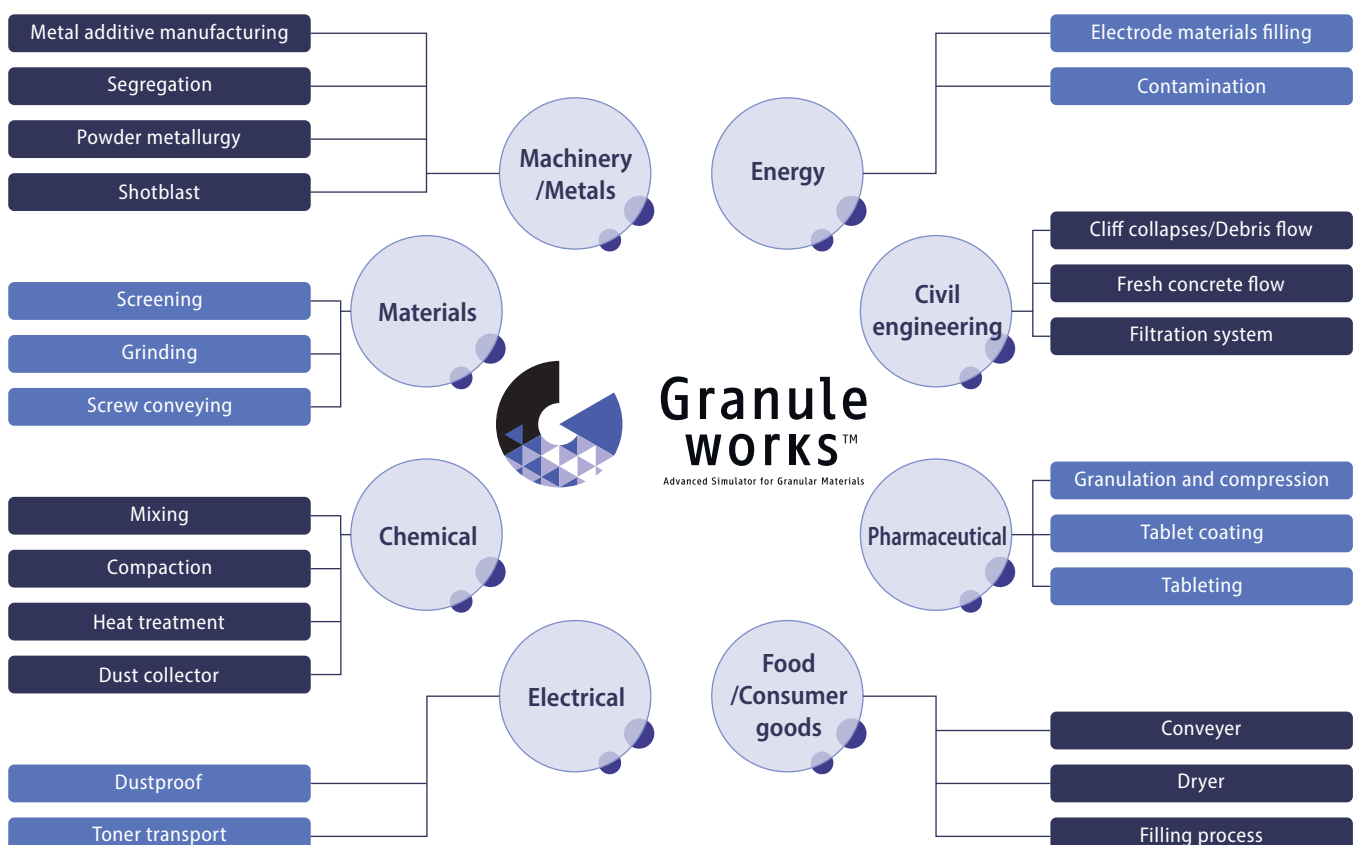 Metal additive manufacturing
Segregation
Powder metallurgy
Shotblast
Machinery
/Metals
Energy
Electrode materials filling
Contamination
Screening
Grinding
Screw conveying
Materials
Civil
engineering
Cliff collapses/Debris flow
Fresh concrete flow
Filtration system
Granule
works™
Advanced Simulator for Granular Materials
Mixing
Compaction
Heat treatment
Dust collector
Chemical
Pharmaceutical
Granulation and compression
Tablet coating
Tableting
Dustproof
Toner transport
Electrical
Food
/Consumer
goods
Conveyer
Dryer
Filling process